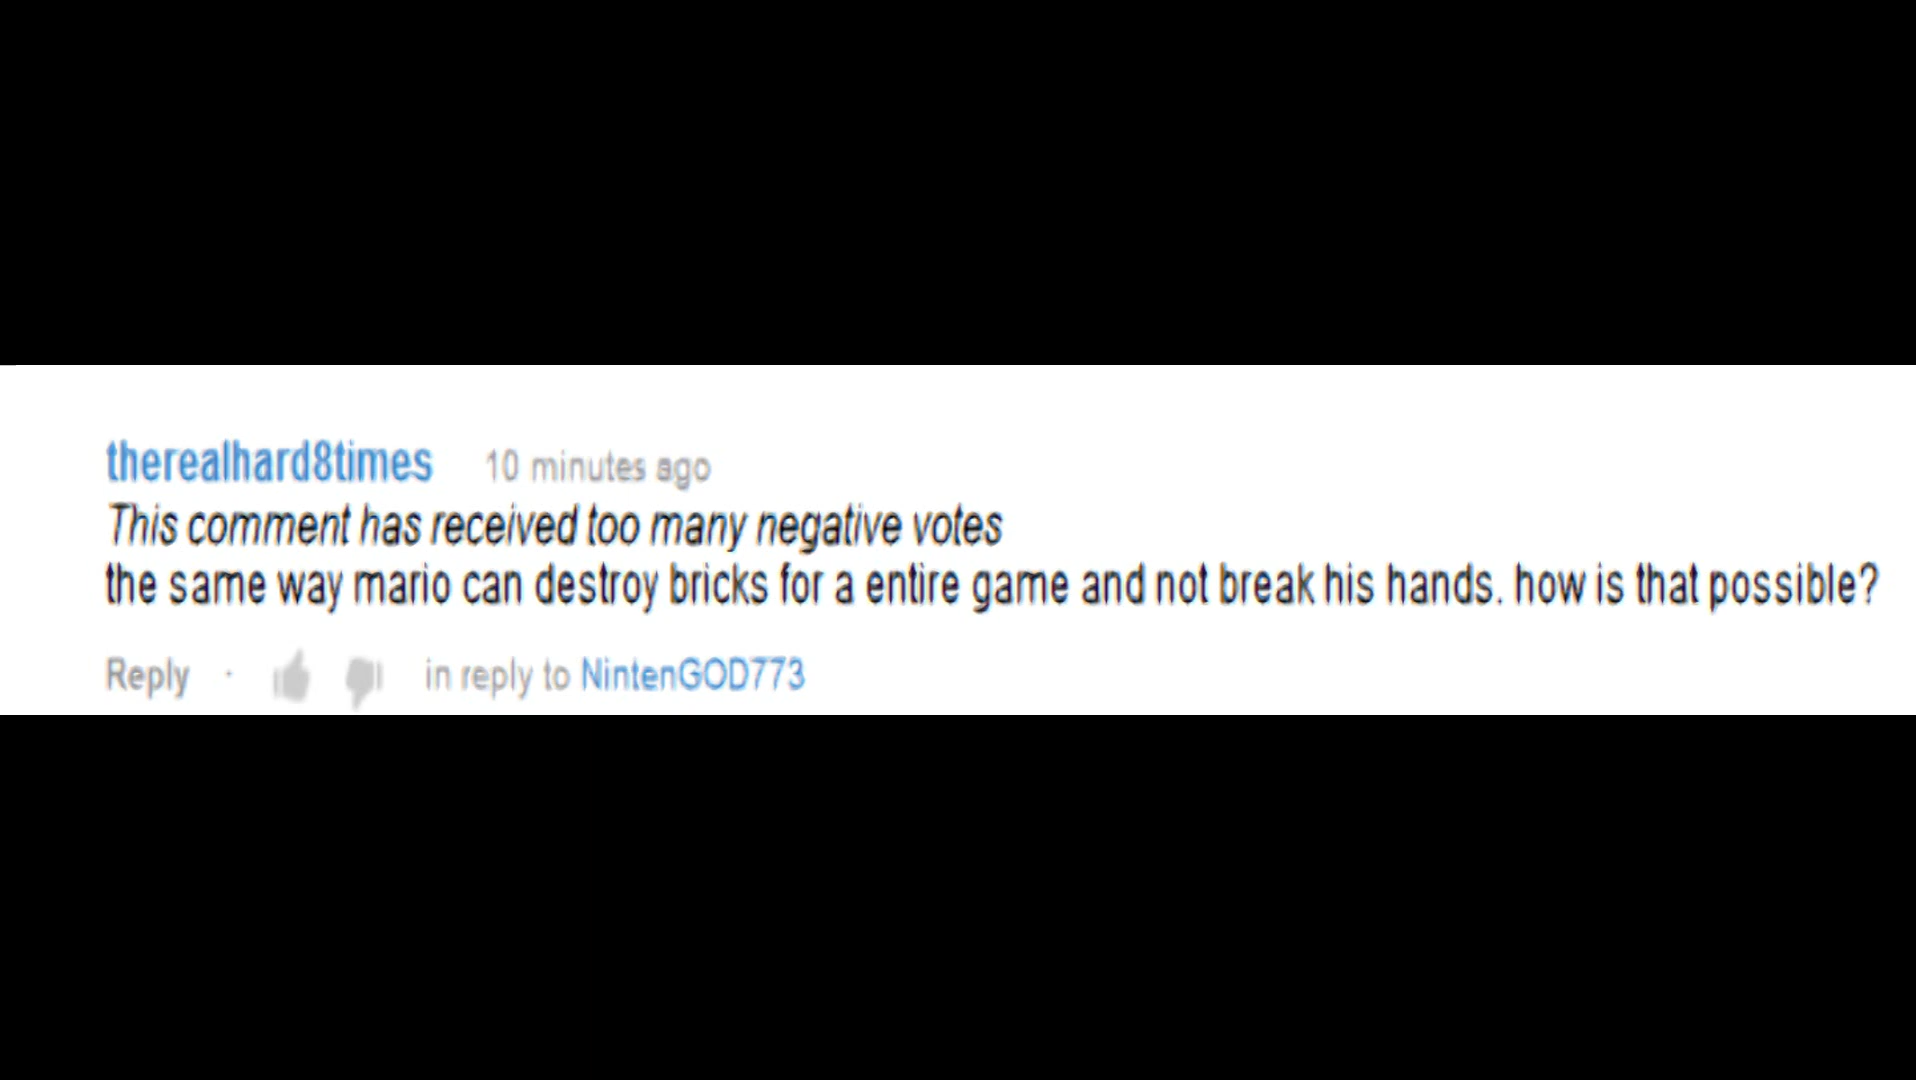 therealhard8times 10 minutes ago
This comment has received too many negative votes
the same way mario can destroy bricks for a entire game and not break his hands. how is that possible?
Reply · in reply to NintenGOD773